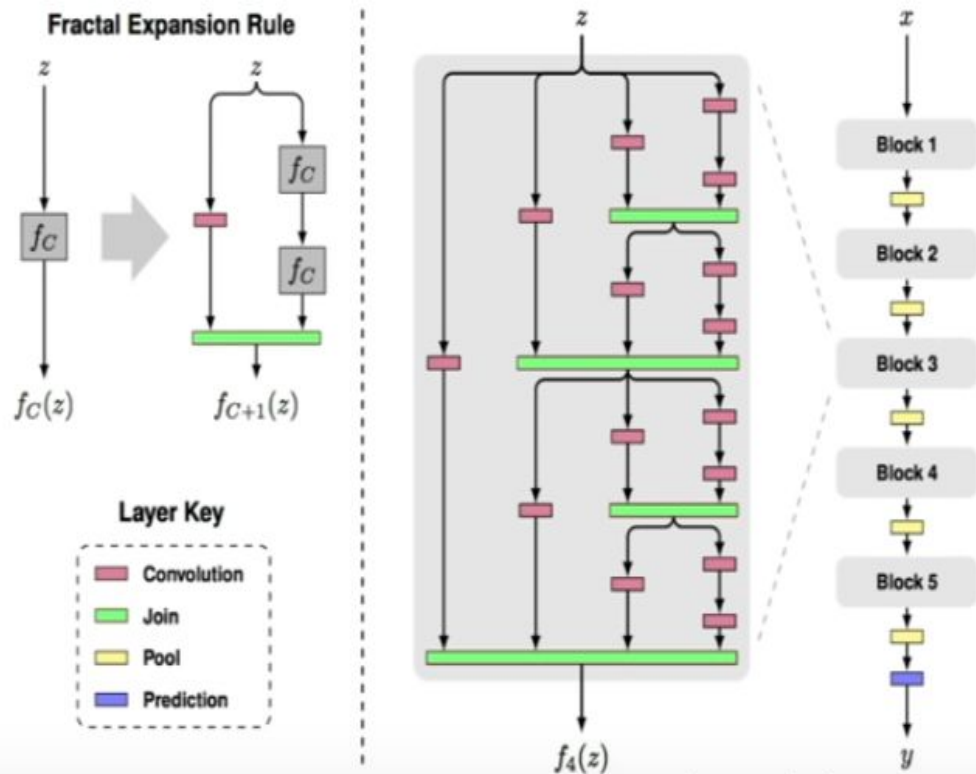 Fractal Expansion Rule
z
f_C
f_C(z)
z
f_C
f_C
f_{C+1}(z)
Layer Key
Convolution
Join
Pool
Prediction
z
f_4(z)
x
Block 1
Block 2
Block 3
Block 4
Block 5
y